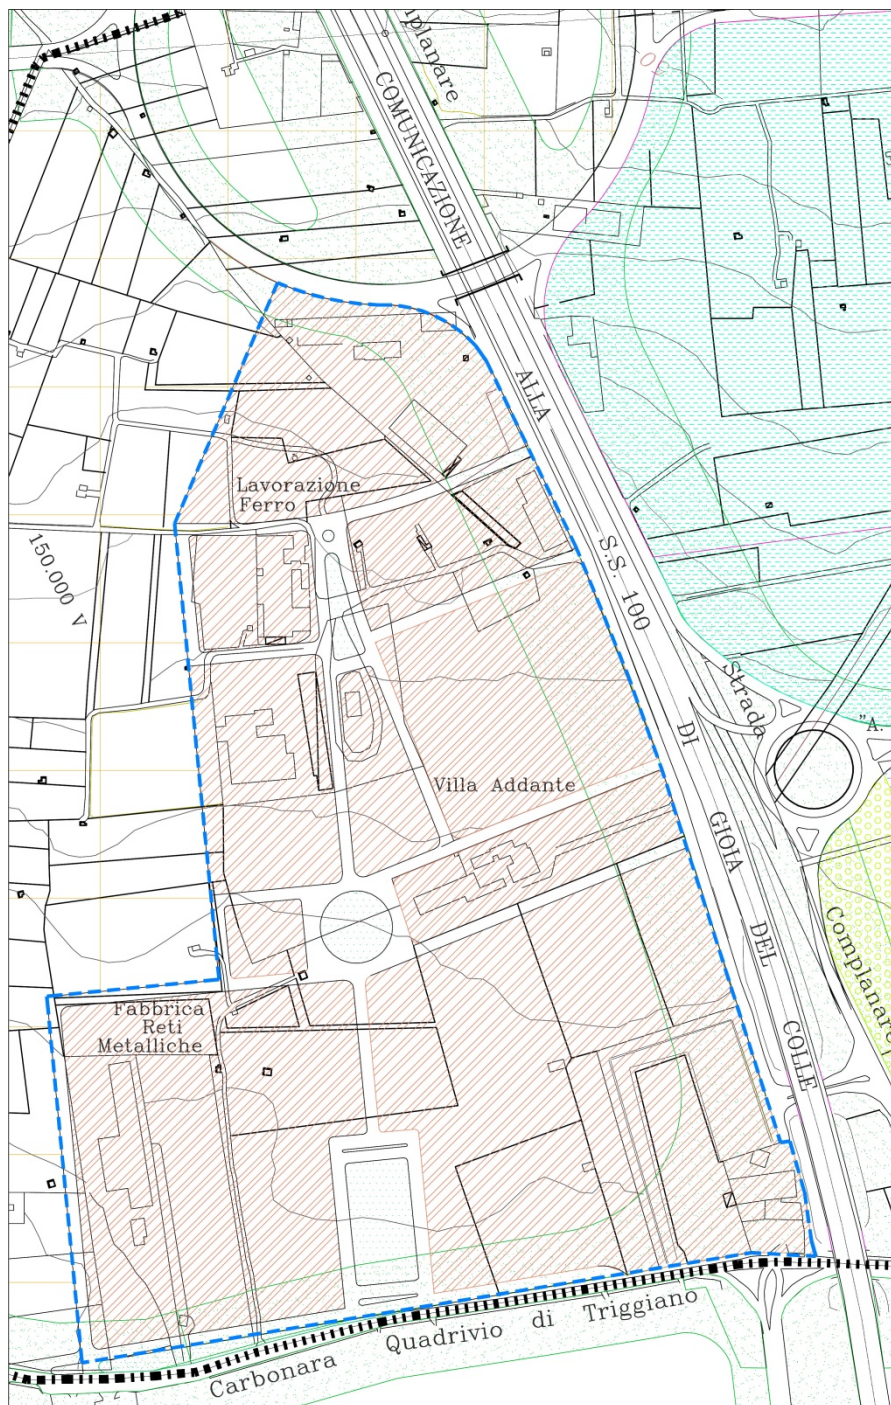 mplanare
COMUNICAZIONE
ALLA
S.S. 100
DI
GIOIA
DEL
COLLE
Lavorazione
Ferro
150.000 V
Strada
"A.
Villa Addante
Complanare
Fabbrica
Reti
Metalliche
Carbonara Quadrivio di Triggiano